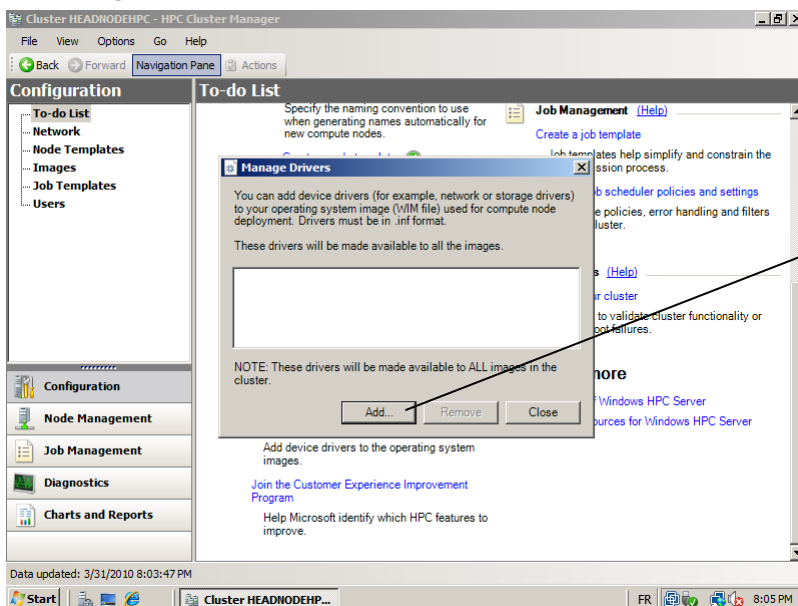 Cluster HEADNODEHPC - HPC Cluster Manager
File View Options Go Help
Back Forward Navigation Pane Actions
Configuration
To-do List
Network
Node Templates
Images
Job Templates
Users
Configuration
Node Management
Job Management
Diagnostics
Charts and Reports
To-do List
Specify the naming convention to use
when generating names automatically for
new compute nodes.
Job Management (Help)
Create a job template
plates help simplify and constrain the
ssion process.
b scheduler policies and settings
e policies, error handling and filters
luster.
s (Help)
ur cluster
to validate cluster functionality or
oot failures.
more
Windows HPC Server
ources for Windows HPC Server
Manage Drivers
You can add device drivers (for example, network or storage drivers)
to your operating system image (WIM file) used for compute node
deployment. Drivers must be in .inf format.
These drivers will be made available to all the images.
NOTE: These drivers will be made available to ALL images in the
cluster.
Add... Remove Close
Add device drivers to the operating system
images.
Join the Customer Experience Improvement
Program
Help Microsoft identify which HPC features to
improve.
Data updated: 3/31/2010 8:03:47 PM
Start Cluster HEADNODEHP... FR 8:05 PM